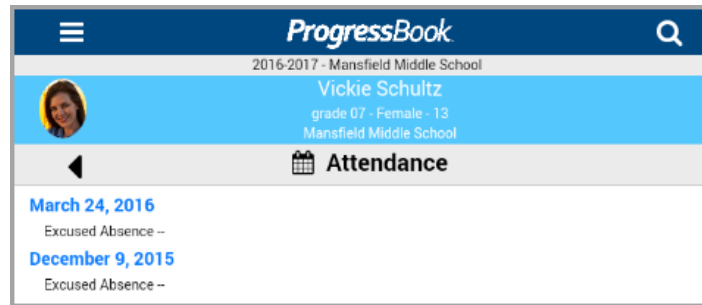 ProgressBook
2016-2017 - Mansfield Middle School
Vickie Schultz
grade 07 - Female - 13
Mansfield Middle School
Attendance
March 24, 2016
Excused Absence --
December 9, 2015
Excused Absence --